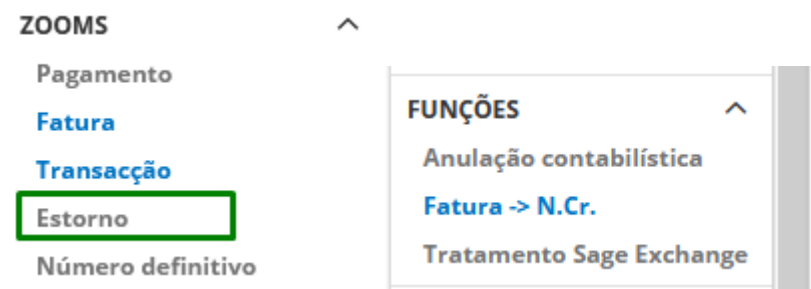 ZOOMS
Pagamento
Fatura
Transacção
Estorno
Número definitivo
FUNÇÕES
Anulação contabilística
Fatura -> N.Cr.
Tratamento Sage Exchange